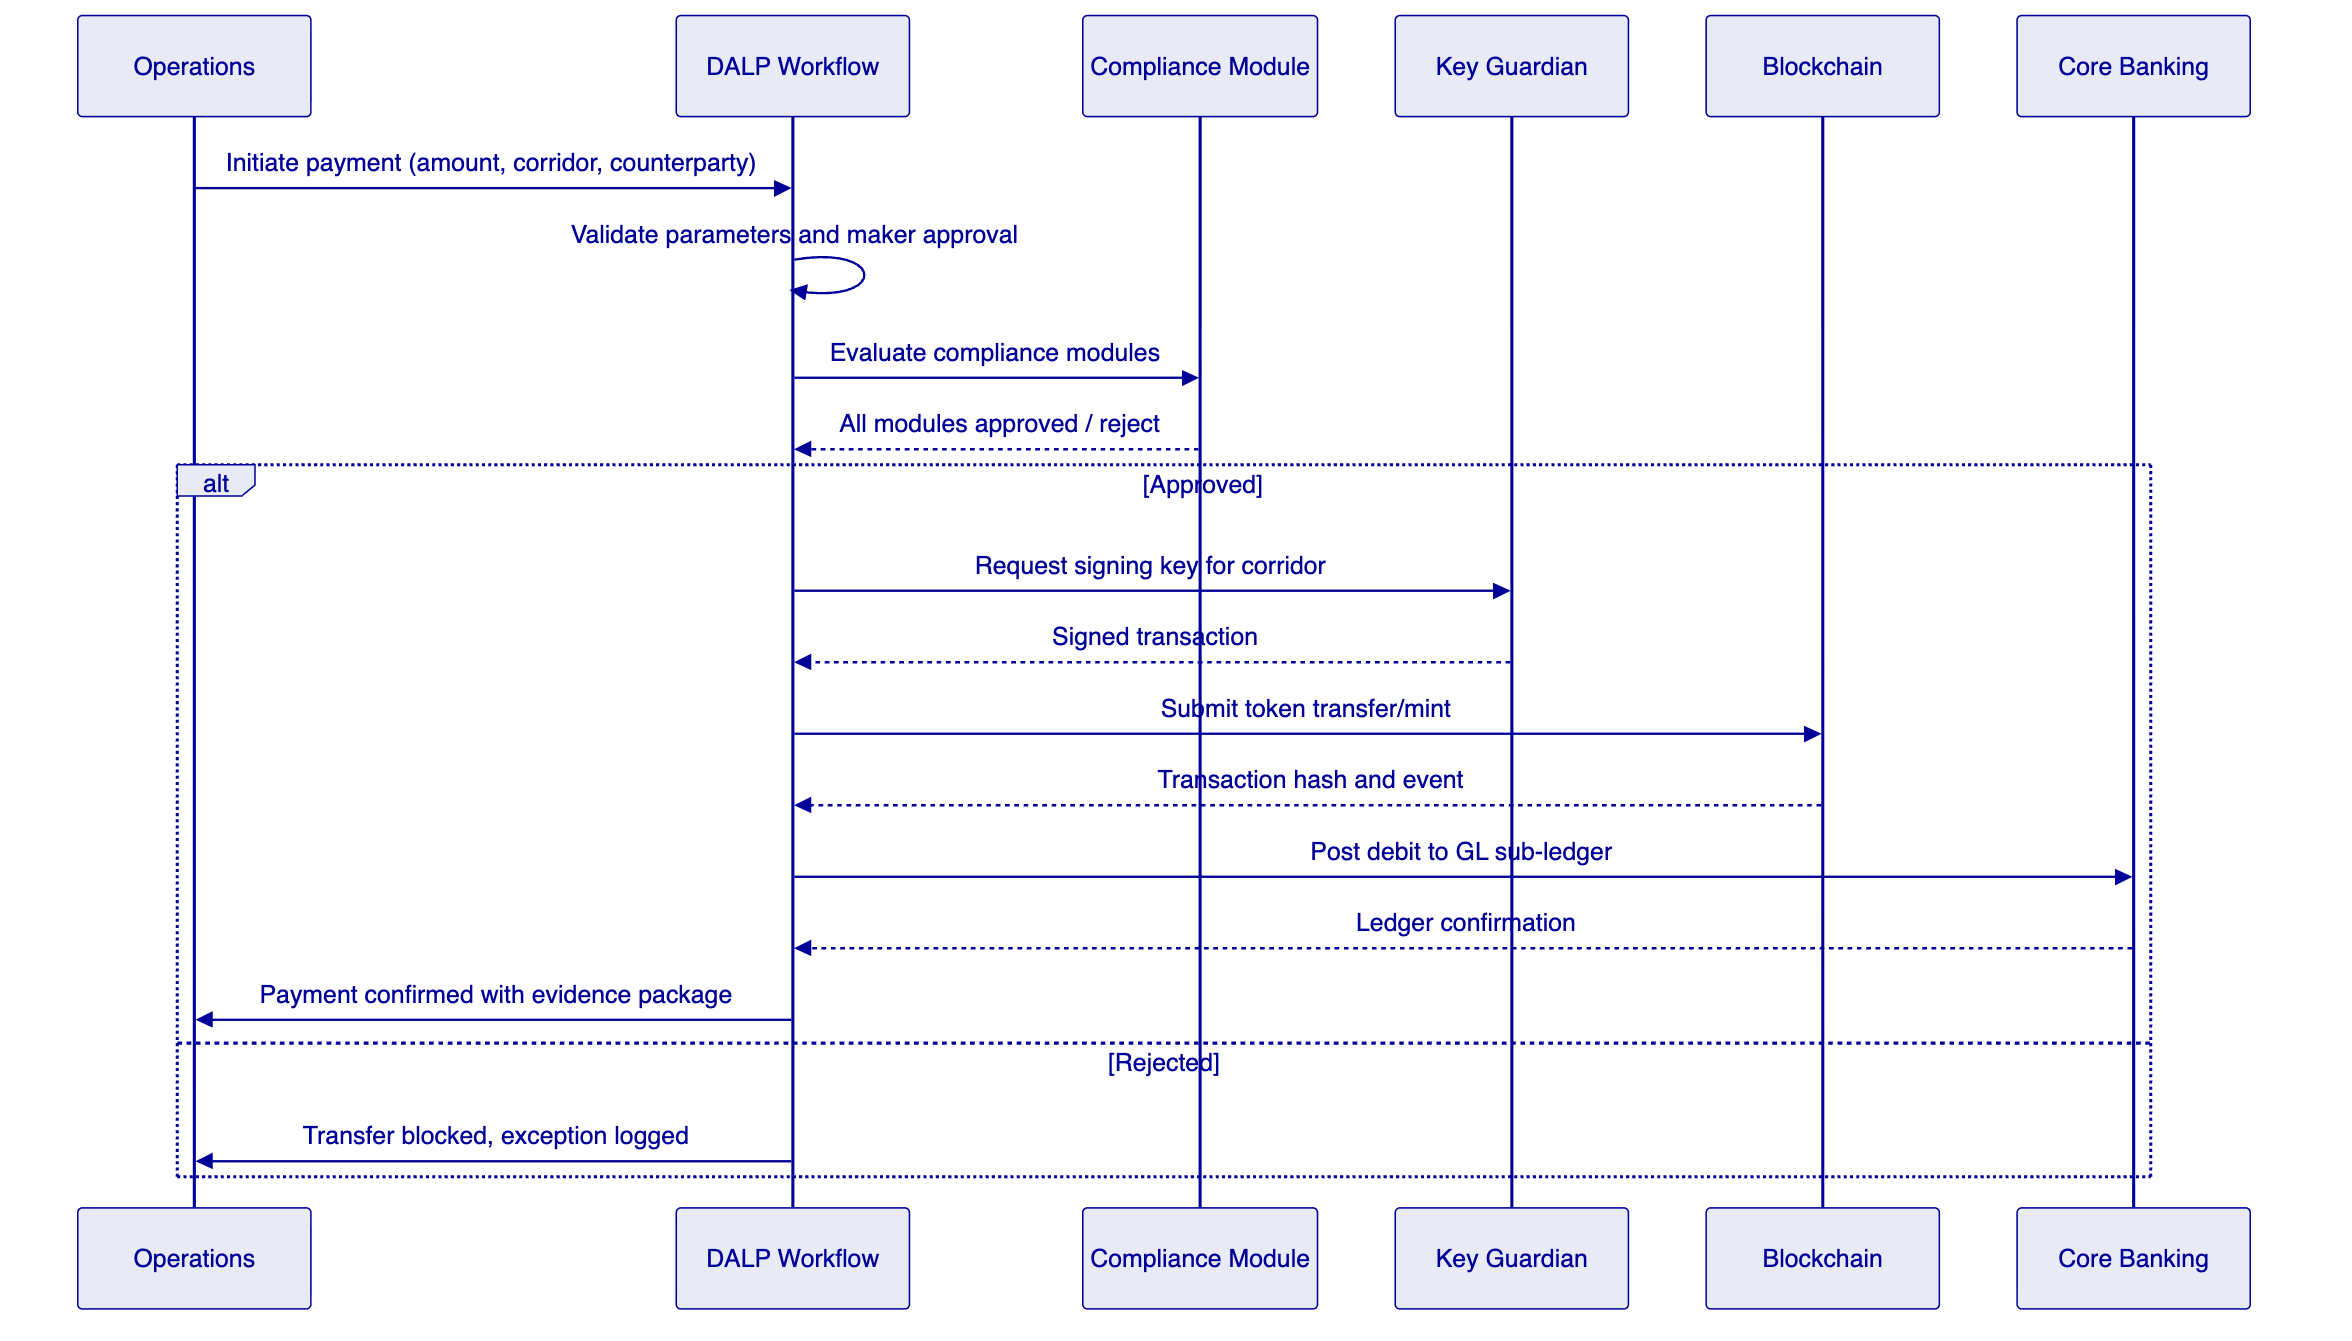 Operations
DALP Workflow
Compliance Module
Key Guardian
Blockchain
Core Banking
Initiate payment (amount, corridor, counterparty)
Validate parameters and maker approval
Evaluate compliance modules
All modules approved / reject
alt
[Approved]
Request signing key for corridor
Signed transaction
Submit token transfer/mint
Transaction hash and event
Post debit to GL sub-ledger
Ledger confirmation
Payment confirmed with evidence package
[Rejected]
Transfer blocked, exception logged
Operations
DALP Workflow
Compliance Module
Key Guardian
Blockchain
Core Banking